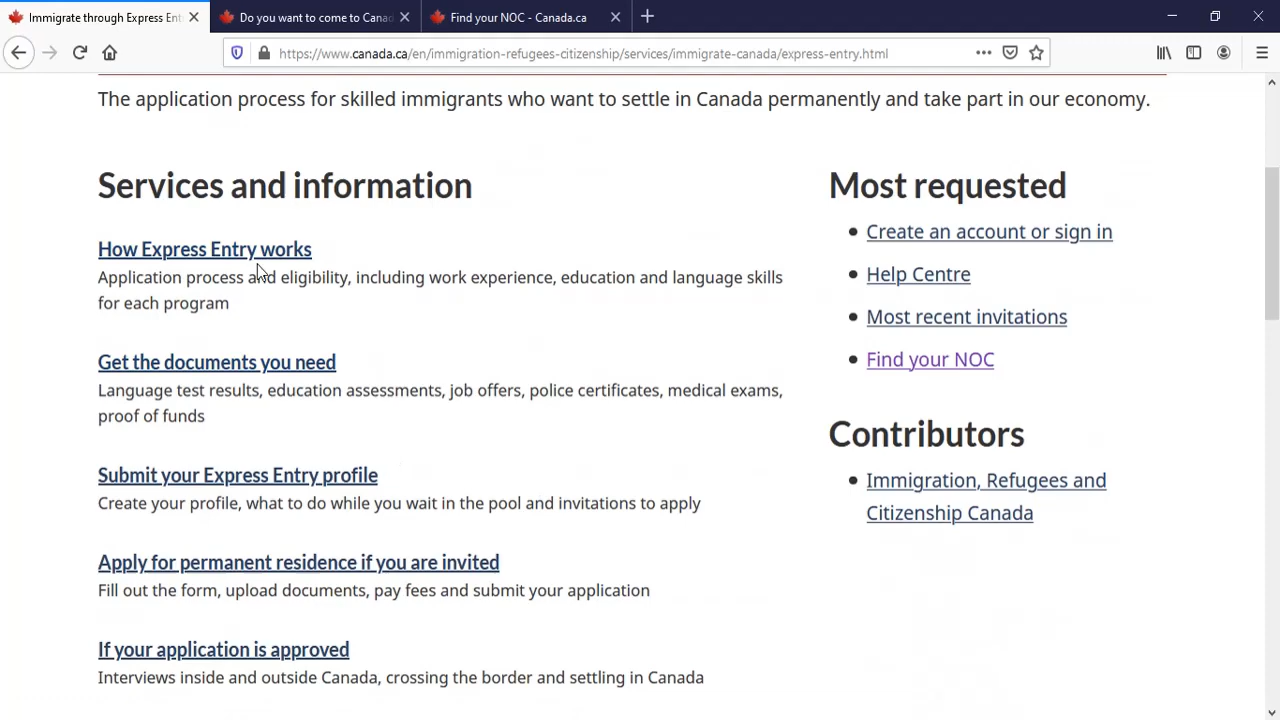 Immigrate through Express Ent
Do you want to come to Canac
Find your NOC - Canada.ca
https://www.canada.ca/en/immigration-refugees-citizenship/services/immigrate-canada/express-entry.html
The application process for skilled immigrants who want to settle in Canada permanently and take part in our economy.
Services and information
How Express Entry works
Application process and eligibility, including work experience, education and language skills
for each program
Get the documents you need
Language test results, education assessments, job offers, police certificates, medical exams,
proof of funds
Submit your Express Entry profile
Create your profile, what to do while you wait in the pool and invitations to apply
Apply for permanent residence if you are invited
Fill out the form, upload documents, pay fees and submit your application
If your application is approved
Interviews inside and outside Canada, crossing the border and settling in Canada
Most requested
Create an account or sign in
Help Centre
Most recent invitations
Find your NOC
Contributors
Immigration, Refugees and
Citizenship Canada